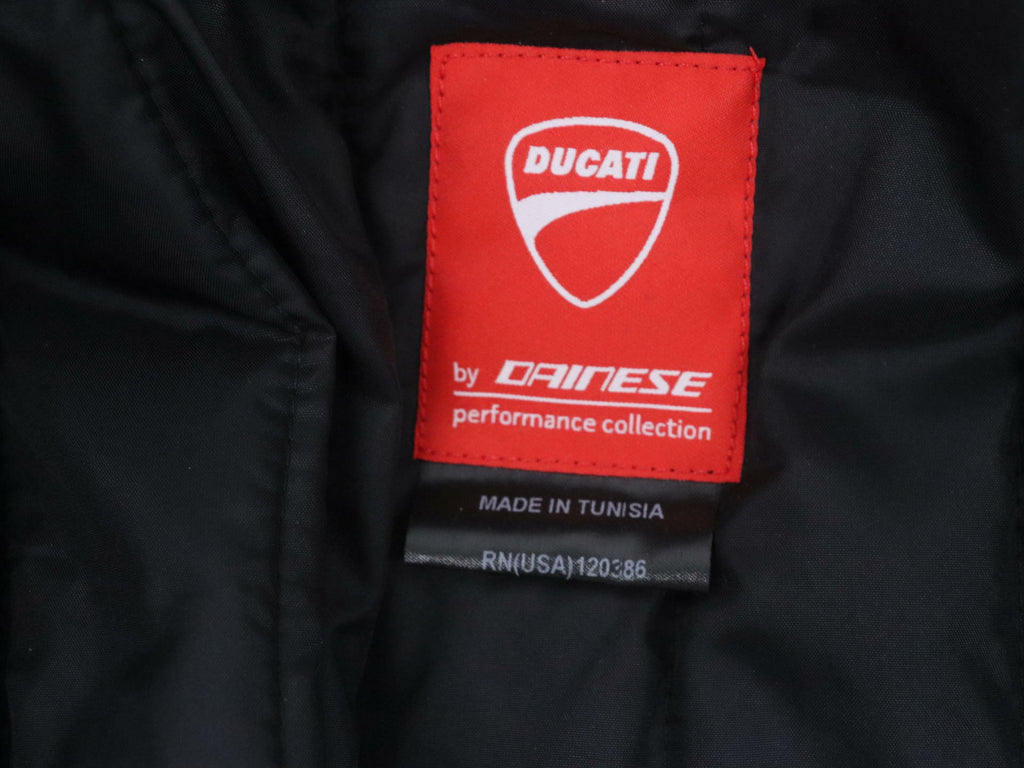 DUCATI
by DAINESE
performance collection
MADE IN TUNISIA
RN(USA)120386